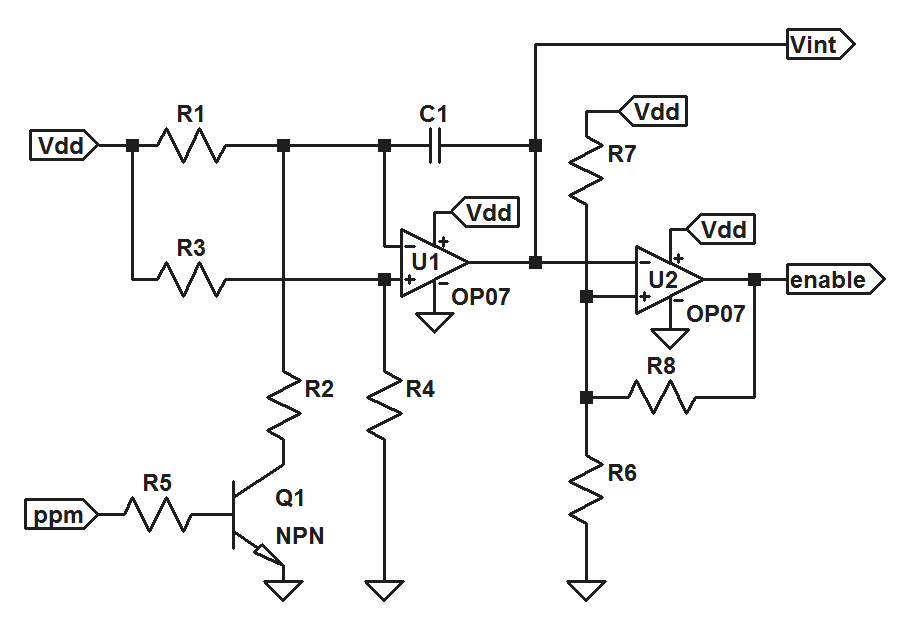 Vint
R1
C1
Vdd
Vdd
R7
Vdd
R3
Vdd
U1
U2
OP07
enable
OP07
R8
R2
R4
R5
R6
Q1
ppm
NPN